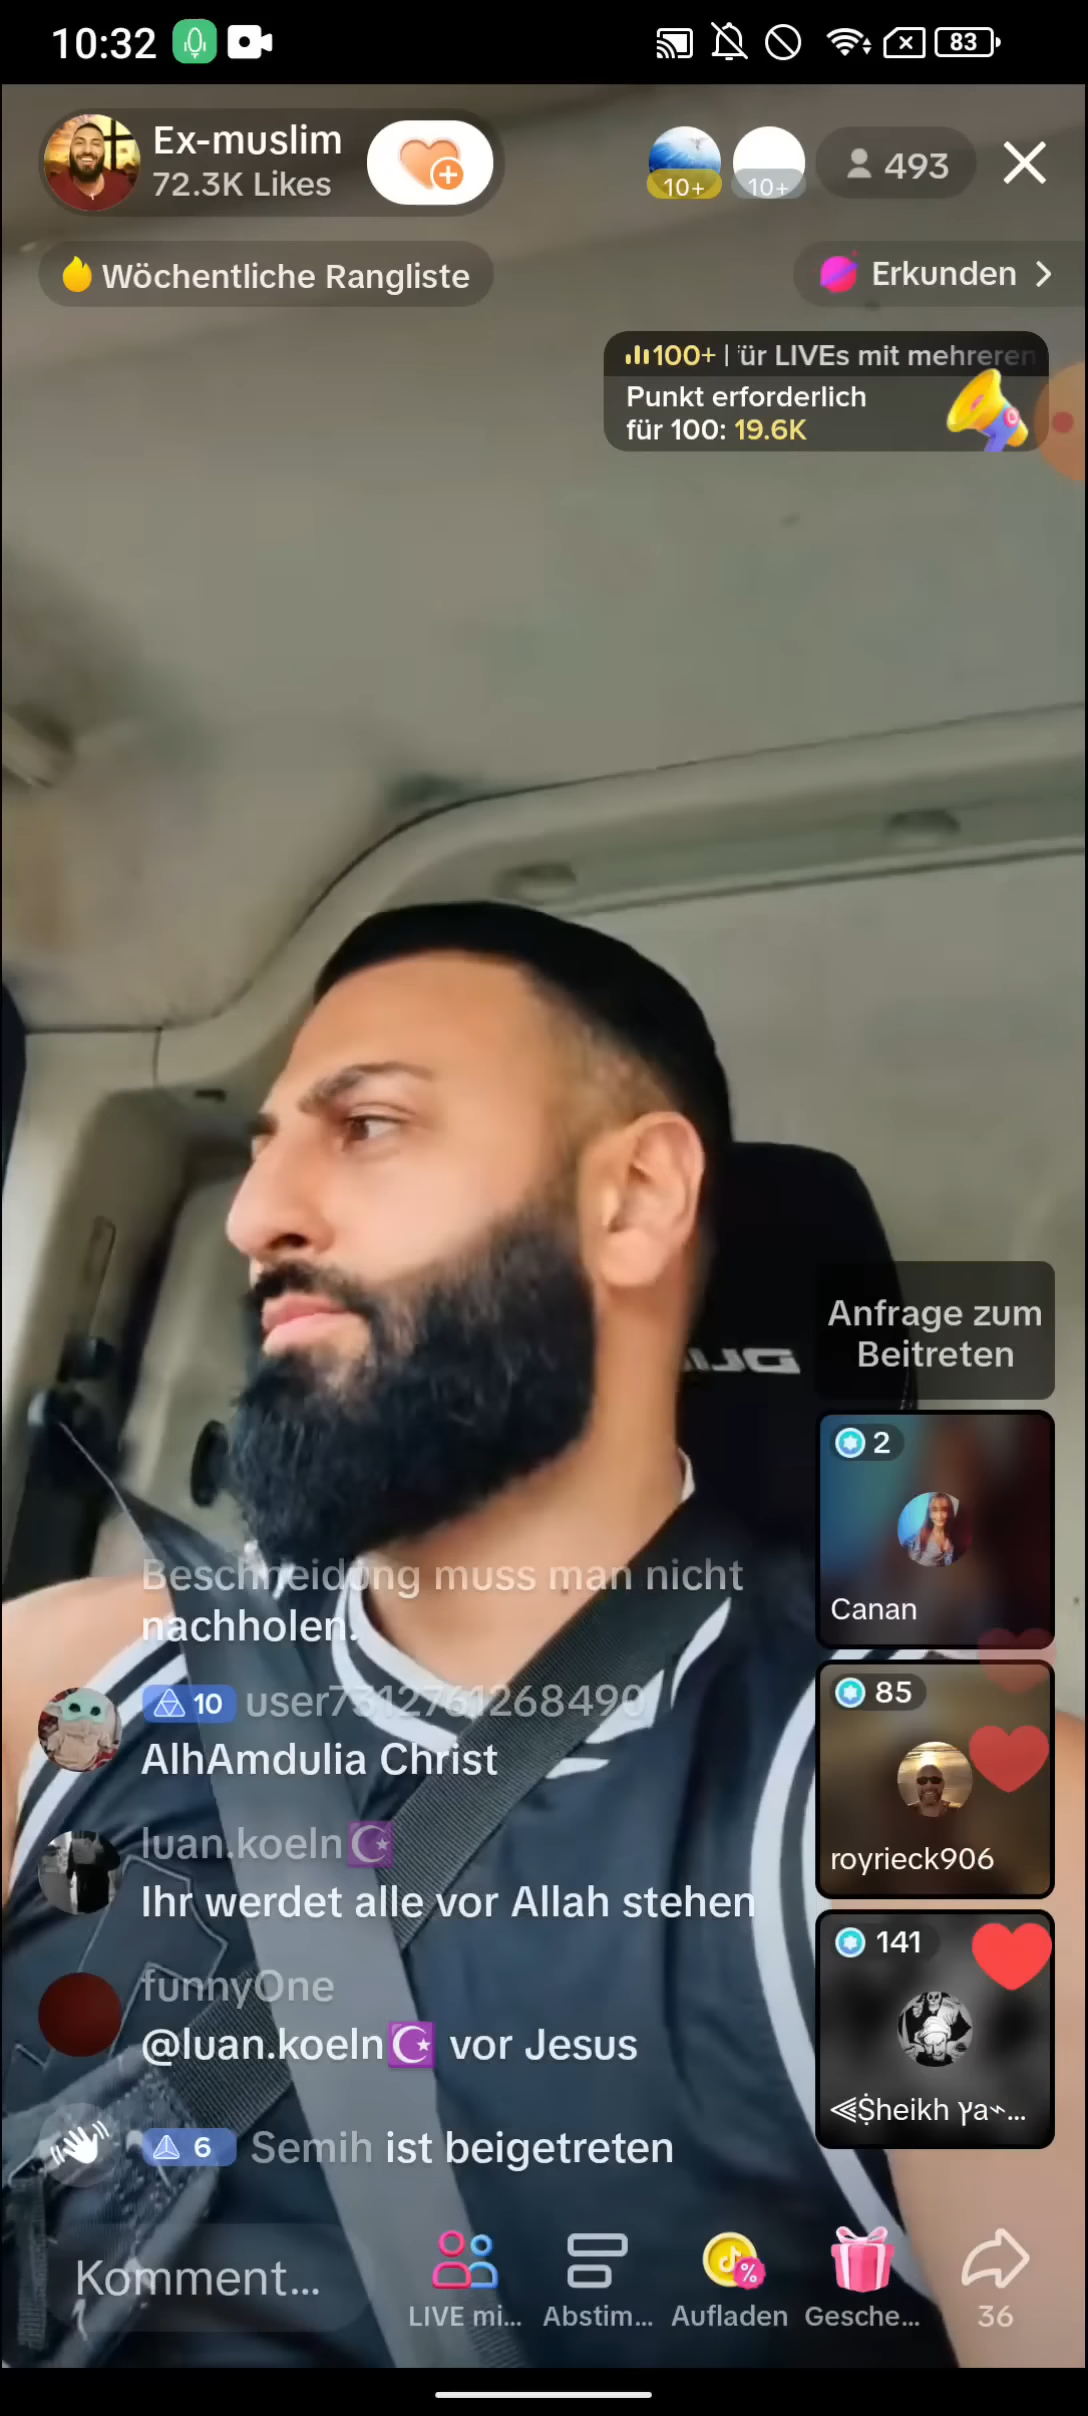 10:32
83
Ex-muslim
72.3K Likes
10+
10+
493
Wöchentliche Rangliste
Erkunden
100+ | für LIVEs mit mehreren
Punkt erforderlich
für 100: 19.6K
Anfrage zum
Beitreten
2
Canan
85
royrieck906
141
Beschneidung muss man nicht
nachholen.
10 user7312761268490
AlhAmdulia Christ
luan.koeln☪️
Ihr werdet alle vor Allah stehen
funnyOne
@luan.koeln☪️ vor Jesus
6 Semih ist beigetreten
Komment...
LIVE mi...
Abstim...
Aufladen
Gesche...
36